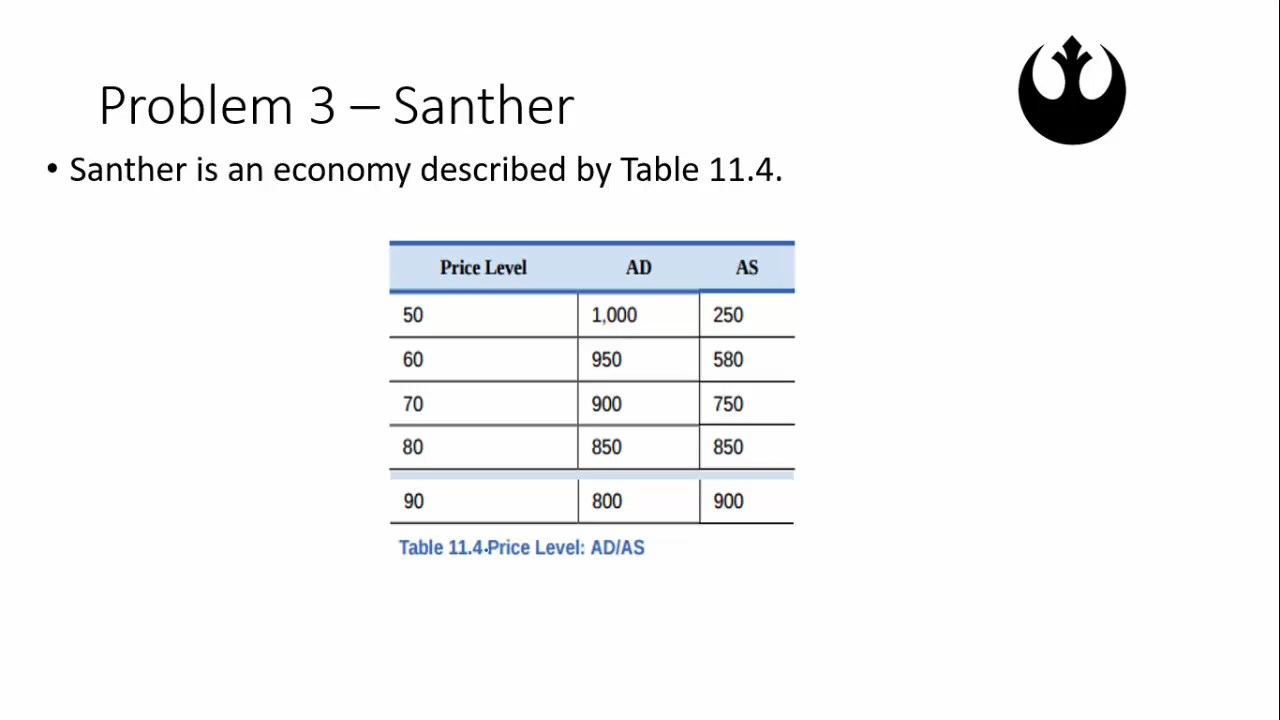 Problem 3 – Santher
• Santher is an economy described by Table 11.4.
Price Level AD AS
50 1,000 250
60 950 580
70 900 750
80 850 850
90 800 900
Table 11.4·Price Level: AD/AS